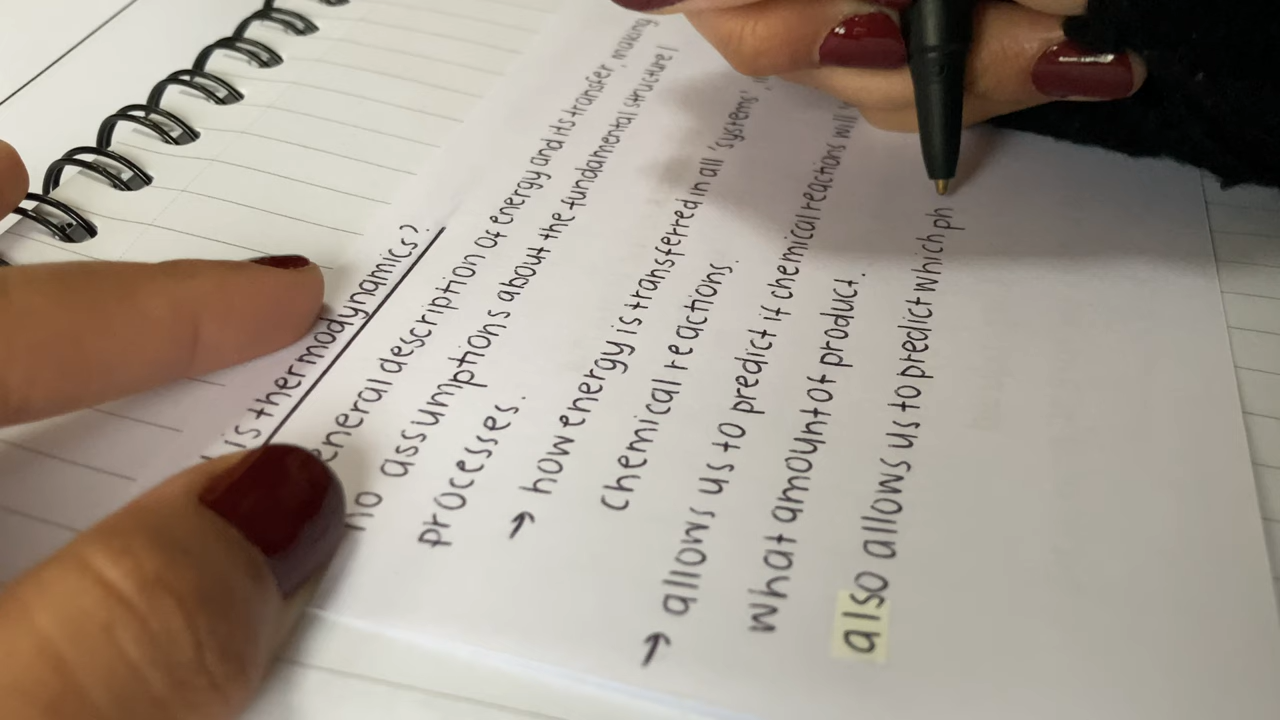 is thermodynamics?
eneral description of energy and its transfer, making
no assumptions about the fundamental structure/
processes.
→ how energy is transferred in all 'systems',
chemical reactions.
→ allows us to predict if chemical reactions will
what amount of product.
also allows us to predict which ph